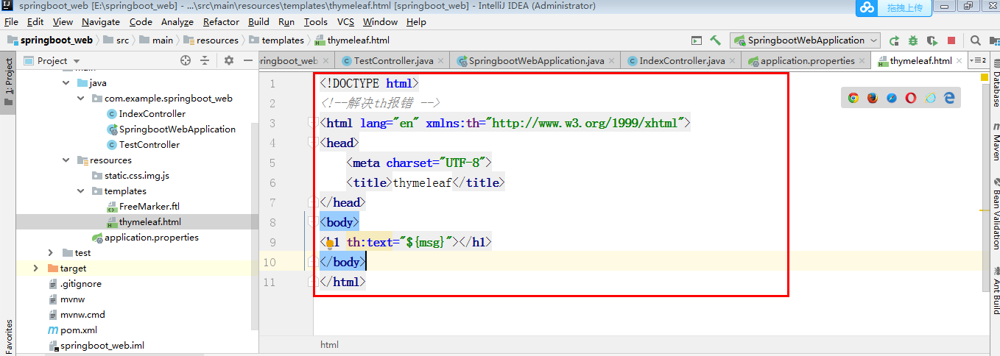 springboot_web [E:\springboot_web] - ...\src\main\resources\templates\thymeleaf.html [springboot_web] - IntelliJ IDEA (Administrator)
拖拽上传
File Edit View Navigate Code Analyze Refactor Build Run Tools VCS Window Help
springboot_web src main resources templates thymeleaf.html SpringbootWebApplication
Project
ringboot_web TestController.java SpringbootWebApplication.java IndexController.java application.properties thymeleaf.html 2
1: Project
java
com.example.springboot_web
IndexController
SpringbootWebApplication
TestController
resources
static.css.img.js
templates
FreeMarker.ftl
thymeleaf.html
application.properties
test
target
.gitignore
mvnw
mvnw.cmd
pom.xml
springboot_web.iml
Favorites
1 <!DOCTYPE html>
2 <!--解决th报错 -->
3 <html lang="en" xmlns:th="http://www.w3.org/1999/xhtml">
4 <head>
5 <meta charset="UTF-8">
6 <title>thymeleaf</title>
7 </head>
8 <body>
9 <h1 th:text="${msg}"></h1>
10 </body>
11 </html>
html
Database
Maven
Bean Validation
Ant Build